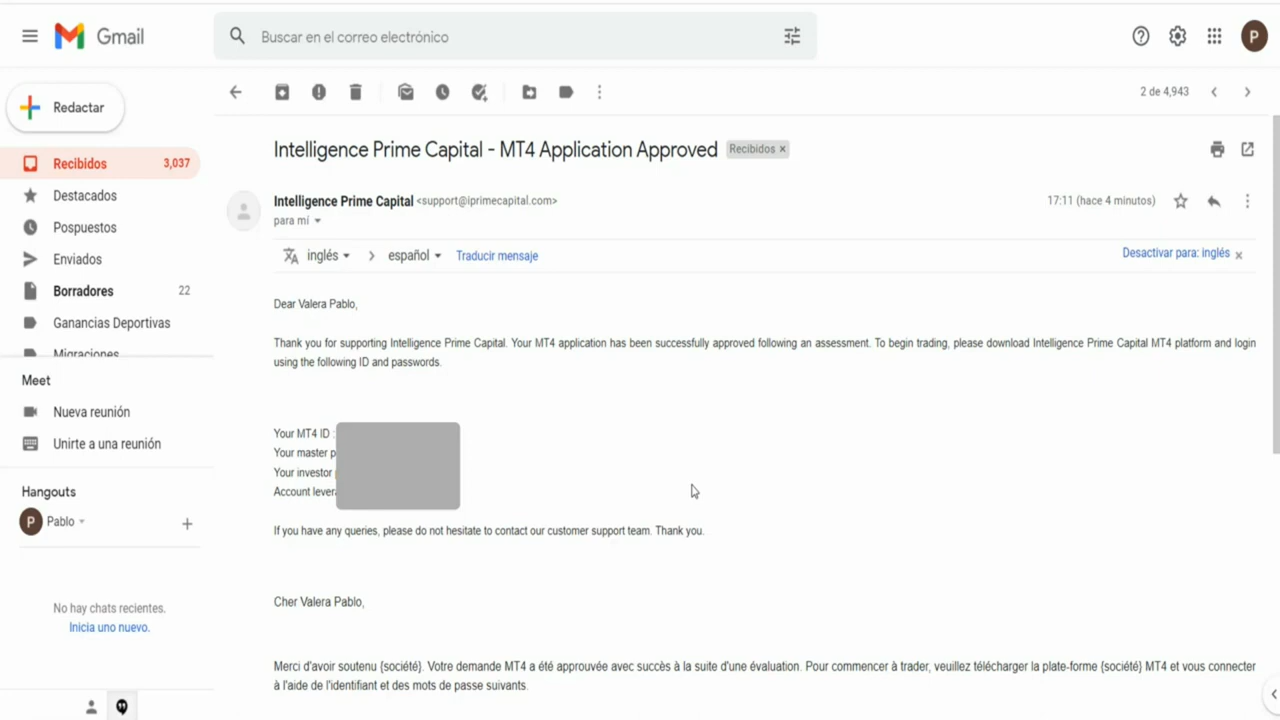 Gmail
Buscar en el correo electrónico
P
Redactar
2 de 4,943
Recibidos 3,037
Destacados
Pospuestos
Enviados
Borradores 22
Ganancias Deportivas
Migraciones
Meet
Nueva reunión
Unirte a una reunión
Hangouts
P Pablo
No hay chats recientes.
Inicia uno nuevo.
Intelligence Prime Capital - MT4 Application Approved Recibidos ×
Intelligence Prime Capital <support@iprimecapital.com> 17:11 (hace 4 minutos)
para mí
inglés > español Traducir mensaje Desactivar para: inglés ×
Dear Valera Pablo,
Thank you for supporting Intelligence Prime Capital. Your MT4 application has been successfully approved following an assessment. To begin trading, please download Intelligence Prime Capital MT4 platform and login
using the following ID and passwords.
Your MT4 ID :
Your master p
Your investor
Account lever
If you have any queries, please do not hesitate to contact our customer support team. Thank you.
Cher Valera Pablo,
Merci d'avoir soutenu {société}. Votre demande MT4 a été approuvée avec succès à la suite d'une évaluation. Pour commencer à trader, veuillez télécharger la plate-forme {société} MT4 et vous connecter
à l'aide de l'identifiant et des mots de passe suivants.